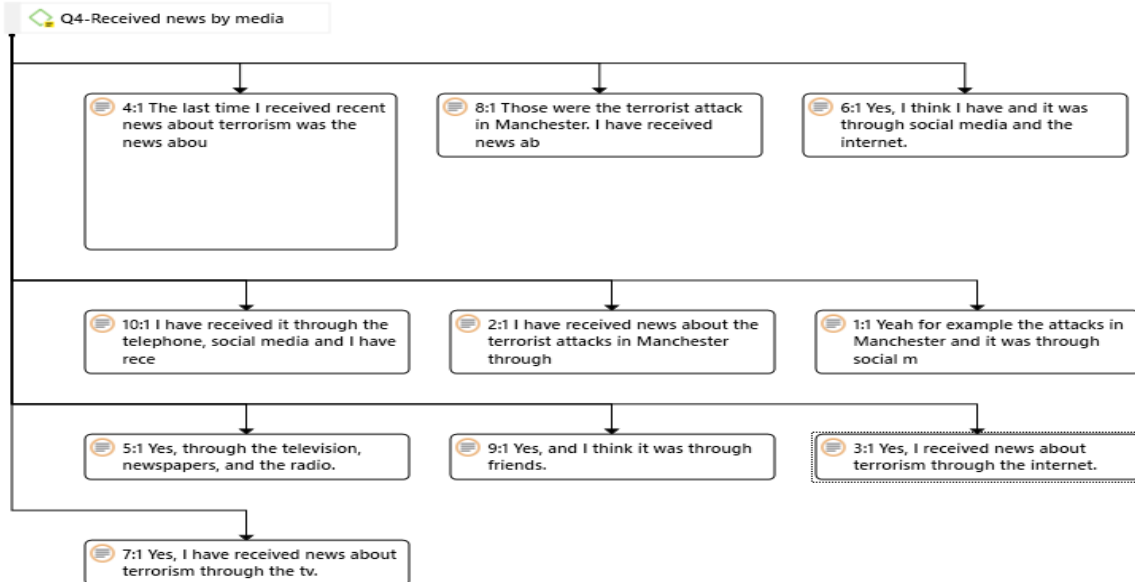 Q4-Received news by media
4:1 The last time I received recent
news about terrorism was the
news abou
8:1 Those were the terrorist attack
in Manchester. I have received
news ab
6:1 Yes, I think I have and it was
through social media and the
internet.
10:1 I have received it through the
telephone, social media and I have
rece
2:1 I have received news about the
terrorist attacks in Manchester
through
1:1 Yeah for example the attacks in
Manchester and it was through
social m
5:1 Yes, through the television,
newspapers, and the radio.
9:1 Yes, and I think it was through
friends.
3:1 Yes, I received news about
terrorism through the internet.
7:1 Yes, I have received news about
terrorism through the tv.